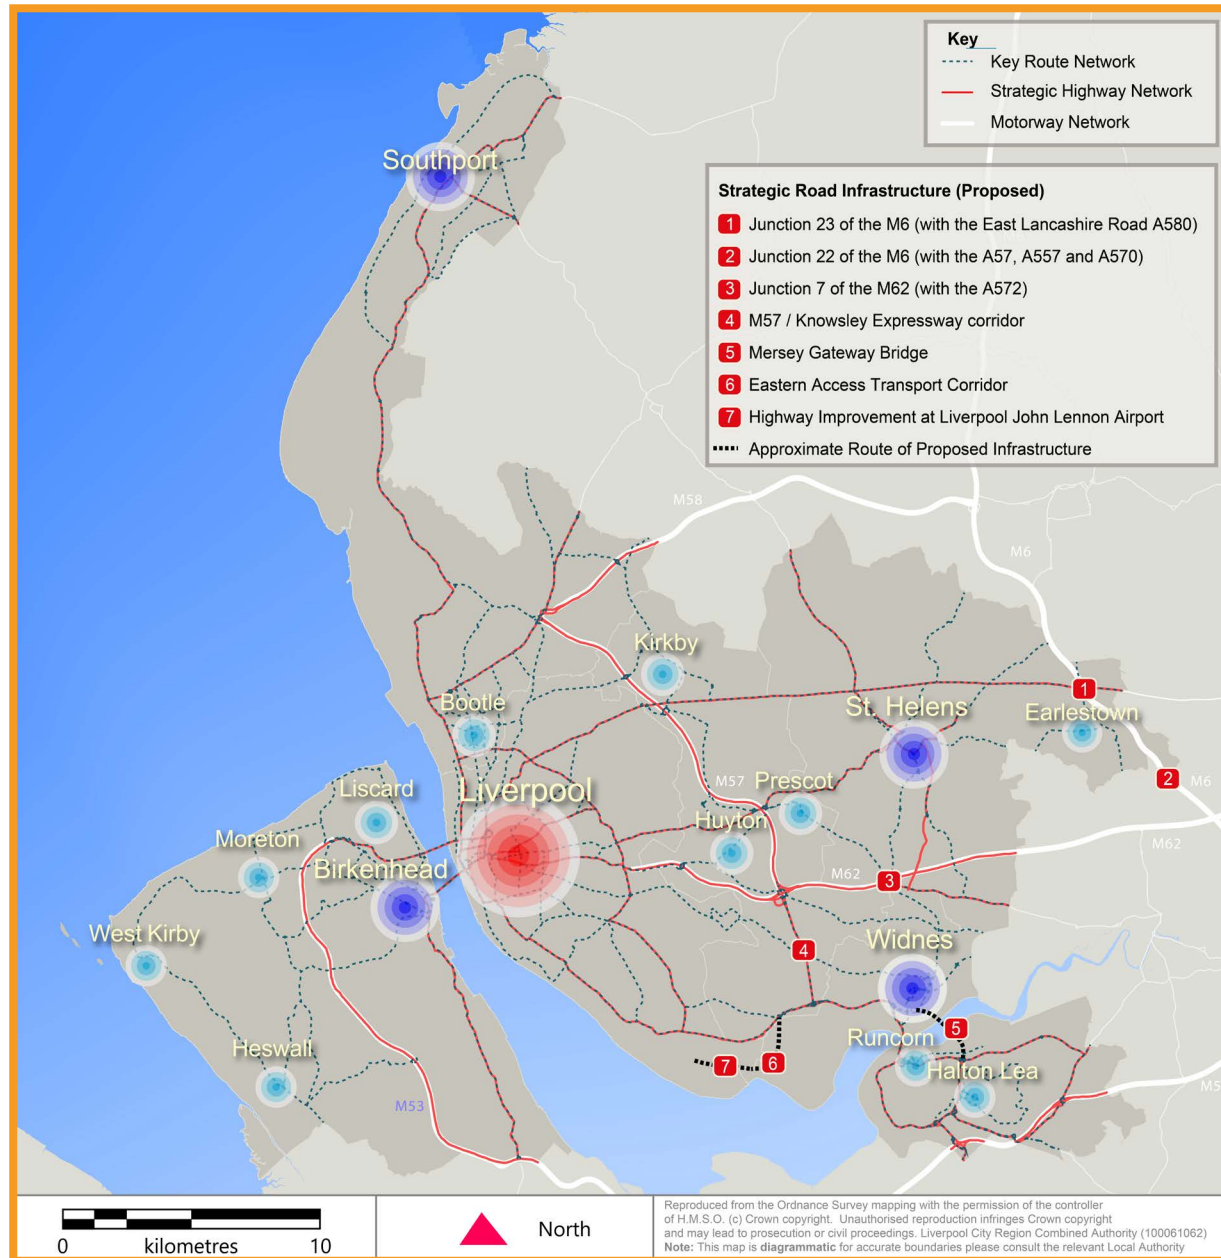 Key
Key Route Network
Strategic Highway Network
Motorway Network
Southport
Strategic Road Infrastructure (Proposed)
1 Junction 23 of the M6 (with the East Lancashire Road A580)
2 Junction 22 of the M6 (with the A57, A557 and A570)
3 Junction 7 of the M62 (with the A572)
4 M57 / Knowsley Expressway corridor
5 Mersey Gateway Bridge
6 Eastern Access Transport Corridor
7 Highway Improvement at Liverpool John Lennon Airport
Approximate Route of Proposed Infrastructure
M58
M6
Kirkby
1
Bootle
St. Helens
Earlestown
M57
Prescot
2
M6
Liscard
Liverpool
Huyton
Moreton
M62
Birkenhead
M62
3
West Kirby
Widnes
4
5
Runcorn
Heswall
7
6
Halton Lea
M53
M5
0 kilometres 10
North
Reproduced from the Ordnance Survey mapping with the permission of the controller
of H.M.S.O. (c) Crown copyright. Unauthorised reproduction infringes Crown copyright
and may lead to prosecution or civil proceedings. Liverpool City Region Combined Authority (100061062)
Note: This map is diagrammatic for accurate boundaries please consult the relevant Local Authority